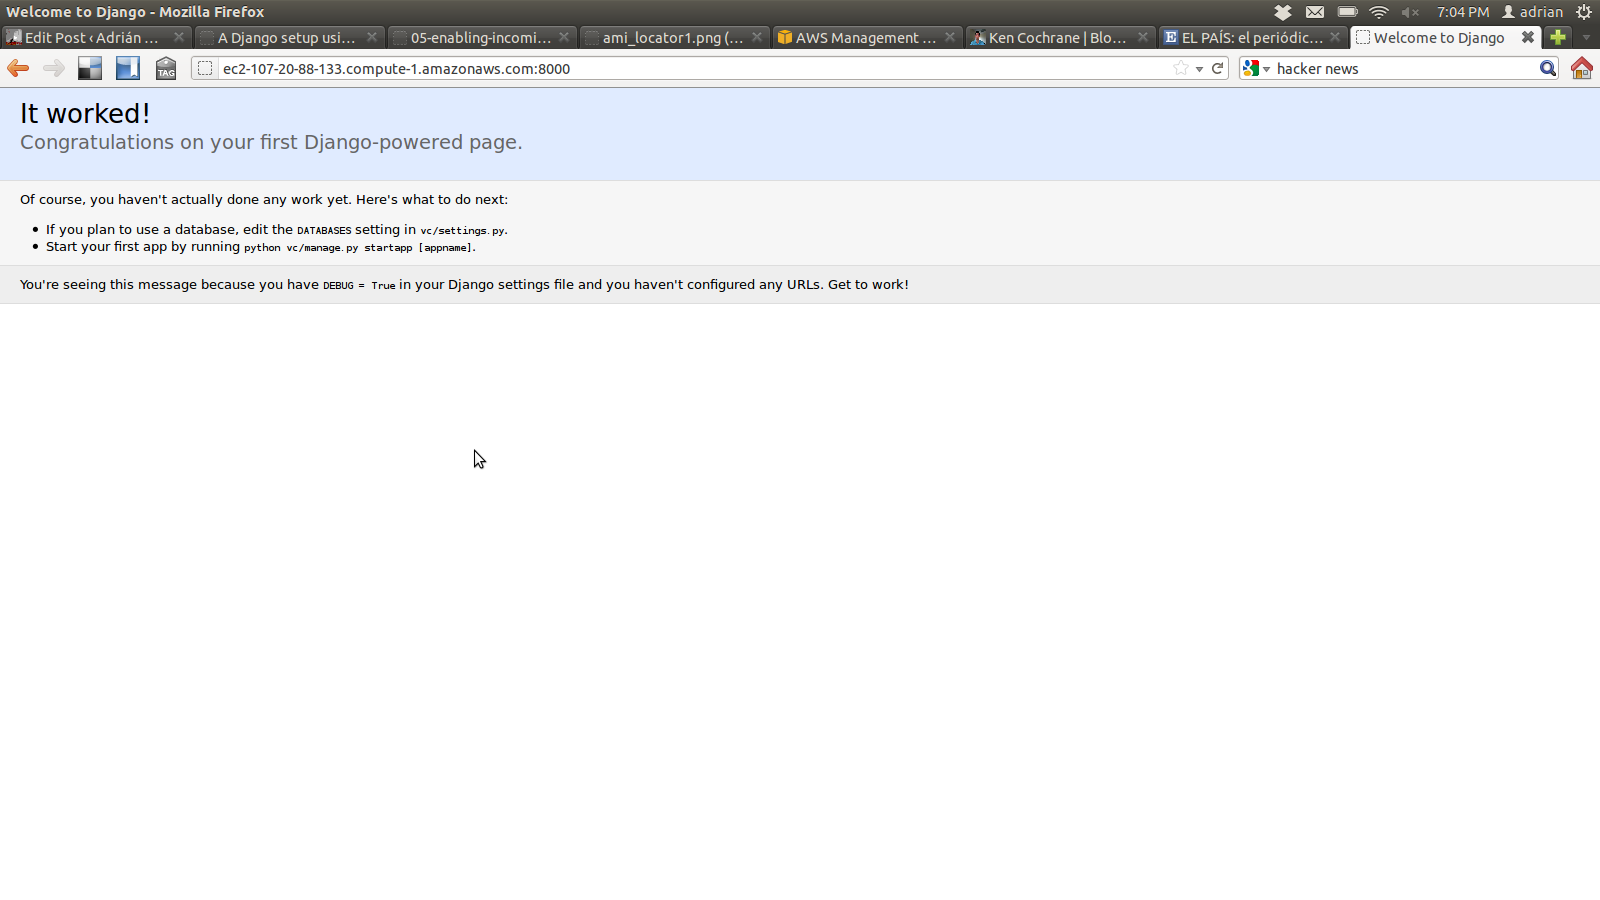 Welcome to Django - Mozilla Firefox
7:04 PM
adrian
Edit Post ‹ Adrián ...
A Django setup usi...
05-enabling-incomi...
ami_locator1.png (...
AWS Management ...
Ken Cochrane | Blo...
EL PAÍS: el periódic...
Welcome to Django
TAG
ec2-107-20-88-133.compute-1.amazonaws.com:8000
hacker news
It worked!
Congratulations on your first Django-powered page.
Of course, you haven't actually done any work yet. Here's what to do next:
• If you plan to use a database, edit the DATABASES setting in vc/settings.py.
• Start your first app by running python vc/manage.py startapp [appname].
You're seeing this message because you have DEBUG = True in your Django settings file and you haven't configured any URLs. Get to work!